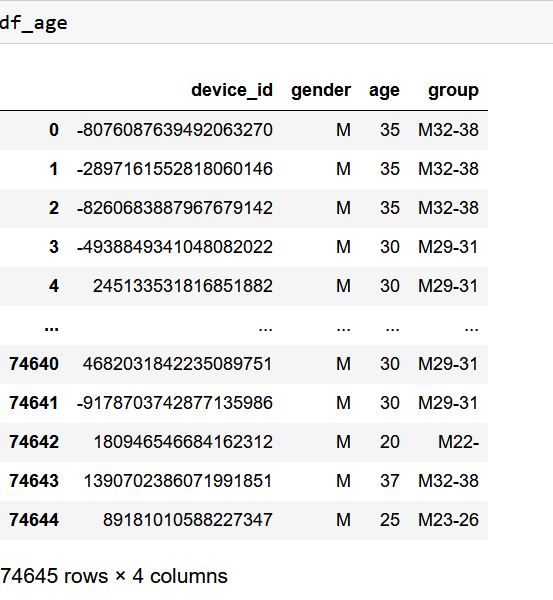 df_age
device_id gender age group
0 -8076087639492063270 M 35 M32-38
1 -2897161552818060146 M 35 M32-38
2 -8260683887967679142 M 35 M32-38
3 -4938849341048082022 M 30 M29-31
4 245133531816851882 M 30 M29-31
... ... ... ... ...
74640 4682031842235089751 M 30 M29-31
74641 -9178703742877135986 M 30 M29-31
74642 180946546684162312 M 20 M22-
74643 1390702386071991851 M 37 M32-38
74644 89181010588227347 M 25 M23-26
74645 rows × 4 columns